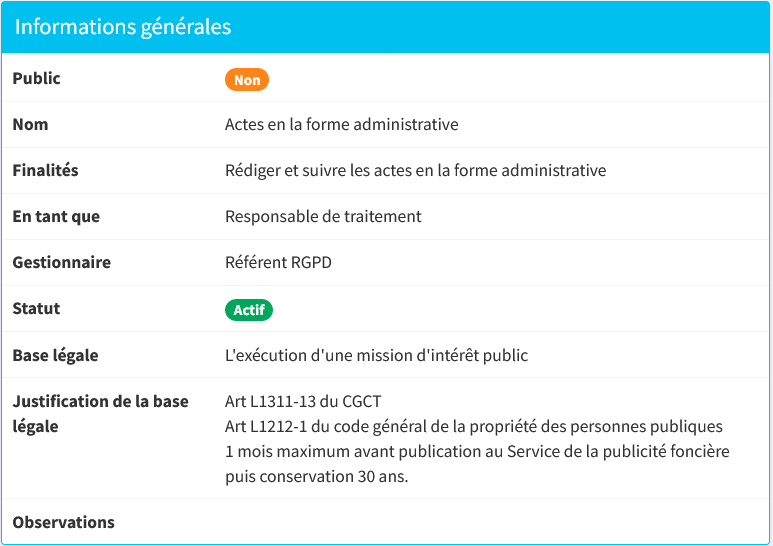 Informations générales
Public Non
Nom Actes en la forme administrative
Finalités Rédiger et suivre les actes en la forme administrative
En tant que Responsable de traitement
Gestionnaire Référent RGPD
Statut Actif
Base légale L'exécution d'une mission d'intérêt public
Justification de la base Art L1311-13 du CGCT
légale Art L1212-1 du code général de la propriété des personnes publiques
1 mois maximum avant publication au Service de la publicité foncière
puis conservation 30 ans.
Observations